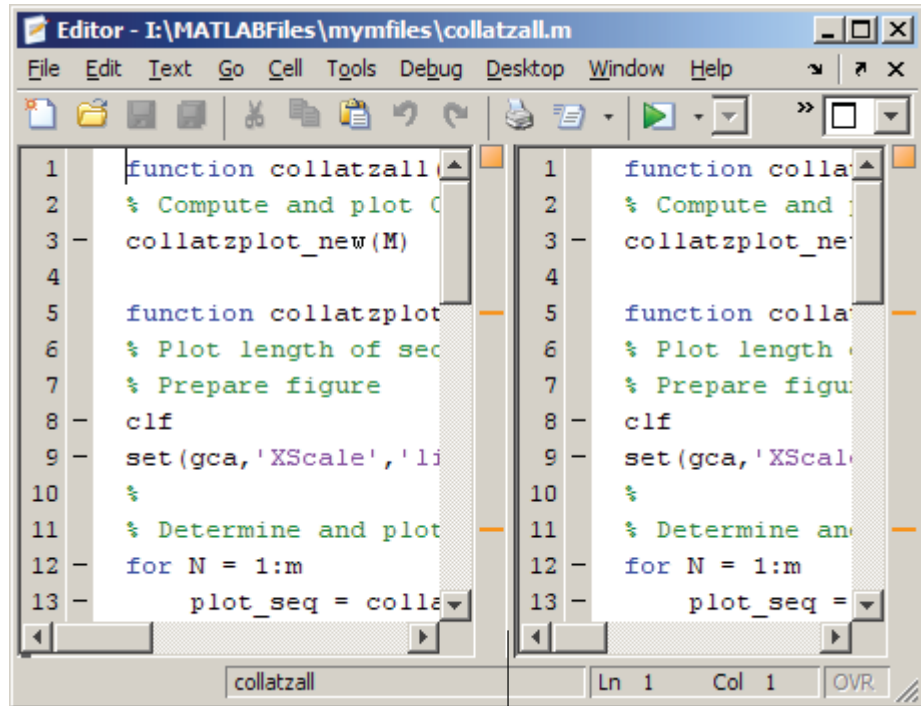 Editor - I:\MATLABFiles\mymfiles\collatzall.m
File Edit Text Go Cell Tools Debug Desktop Window Help
»
1 function collatzall(
2 % Compute and plot C
3 – collatzplot_new(M)
4
5 function collatzplot
6 % Plot length of seq
7 % Prepare figure
8 – clf
9 – set(gca,'XScale','li
10 %
11 % Determine and plot
12 – for N = 1:m
13 – plot_seq = colla
1 function colla
2 % Compute and
3 – collatzplot_ne
4
5 function colla
6 % Plot length
7 % Prepare figu
8 – clf
9 – set(gca,'XScal
10 %
11 % Determine an
12 – for N = 1:m
13 – plot_seq =
collatzall Ln 1 Col 1 OVR